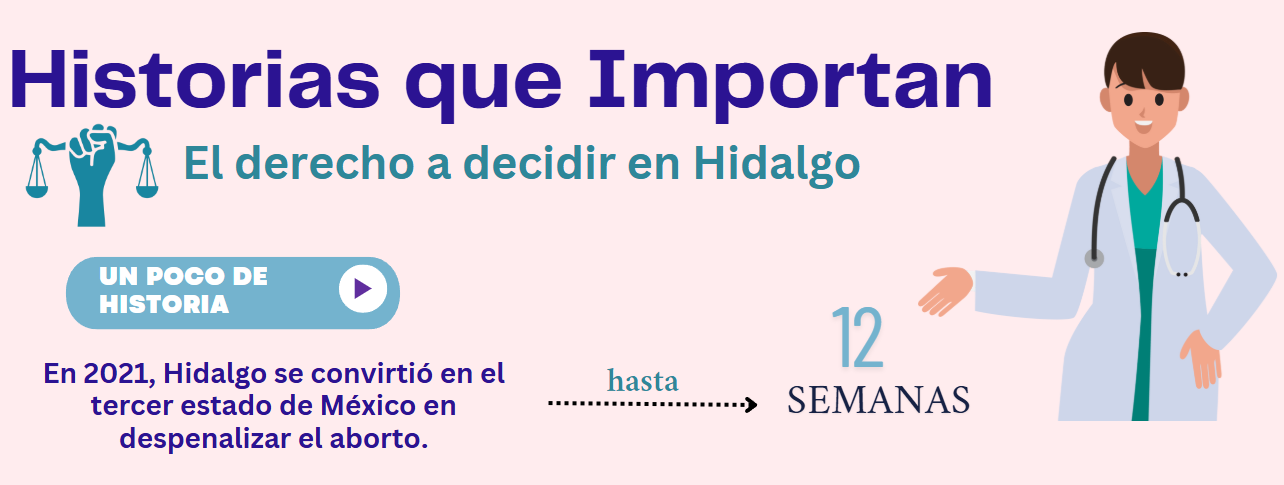 Historias que Importan
El derecho a decidir en Hidalgo
UN POCO DE
HISTORIA
En 2021, Hidalgo se convirtió en el
tercer estado de México en
despenalizar el aborto.
hasta
12
SEMANAS